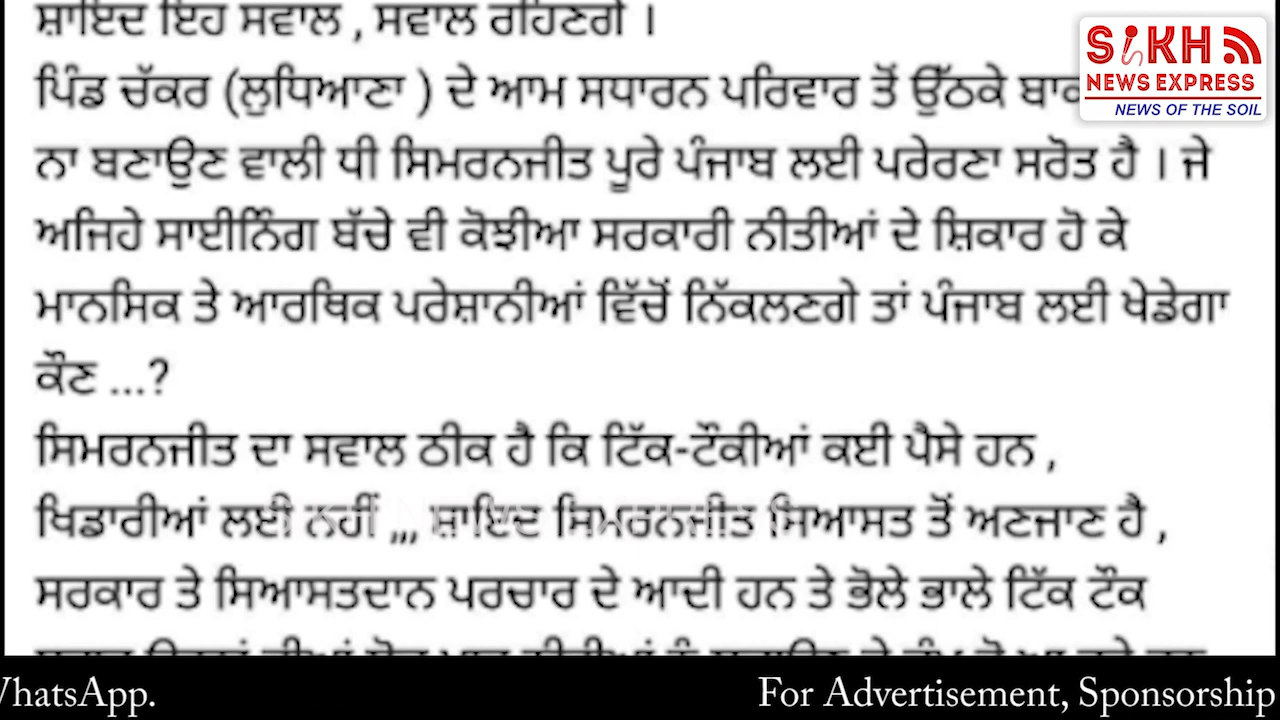 ਸ਼ਾਇਦ ਇਹ ਸਵਾਲ , ਸਵਾਲ ਰਹਿਣਗੇ ।
SIKH
NEWS EXPRESS
NEWS OF THE SOIL
ਪਿੰਡ ਚੱਕਰ (ਲੁਧਿਆਣਾ ) ਦੇ ਆਮ ਸਧਾਰਨ ਪਰਿਵਾਰ ਤੋਂ ਉੱਠਕੇ
ਨਾ ਬਣਾਉਣ ਵਾਲੀ ਧੀ ਸਿਮਰਨਜੀਤ ਪੂਰੇ ਪੰਜਾਬ ਲਈ ਪਰੇਰਣਾ ਸਰੋਤ ਹੈ । ਜੇ
ਅਜਿਹੇ ਸਾਈਨਿੰਗ ਬੱਚੇ ਵੀ ਕੋਝੀਆ ਸਰਕਾਰੀ ਨੀਤੀਆਂ ਦੇ ਸ਼ਿਕਾਰ ਹੋ ਕੇ
ਮਾਨਸਿਕ ਤੇ ਆਰਥਿਕ ਪਰੇਸ਼ਾਨੀਆਂ ਵਿੱਚੋਂ ਨਿੱਕਲਣਗੇ ਤਾਂ ਪੰਜਾਬ ਲਈ ਖੇਡੇਗਾ
ਕੌਣ ...?
ਸਿਮਰਨਜੀਤ ਦਾ ਸਵਾਲ ਠੀਕ ਹੈ ਕਿ ਟਿੱਕ-ਟੌਕੀਆਂ ਕਈ ਪੈਸੇ ਹਨ ,
ਖਿਡਾਰੀਆਂ ਲਈ ਨਹੀਂ ,,, ਸ਼ਾਇਦ ਸਿਮਰਨਜੀਤ ਸਿਆਸਤ ਤੋਂ ਅਣਜਾਣ ਹੈ ,
ਸਰਕਾਰ ਤੇ ਸਿਆਸਤਦਾਨ ਪਰਚਾਰ ਦੇ ਆਦੀ ਹਨ ਤੇ ਭੋਲੇ ਭਾਲੇ ਟਿੱਕ ਟੌਕ
WhatsApp. For Advertisement, Sponsorship